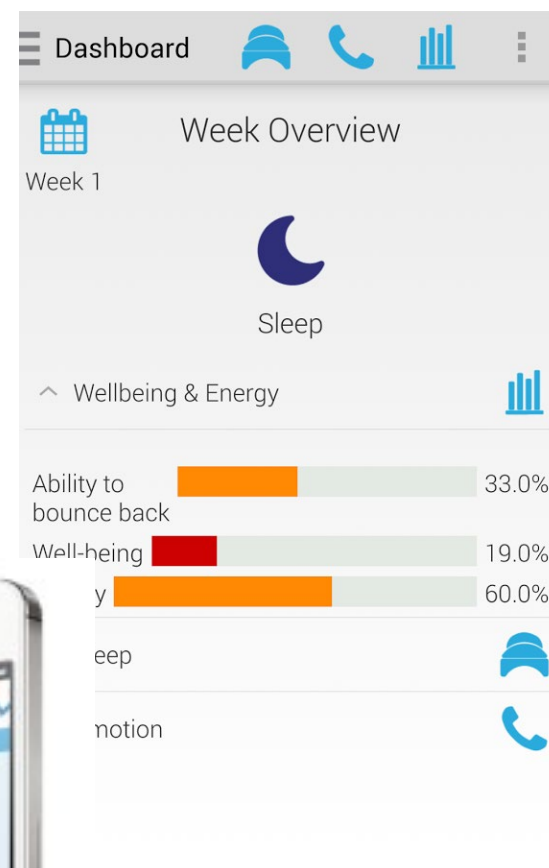 Dashboard
Week Overview
Week 1
Sleep
Wellbeing & Energy
Ability to 33.0%
bounce back
Well-being 19.0%
y 60.0%
eep
motion